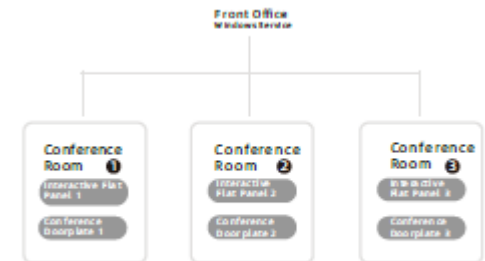 Front Office
Windows Service
Conference
Room 1
Interactive Flat
Panel 1
Conference
Doorplate 1
Conference
Room 2
Interactive
Flat Panel 2
Conference
Doorplate 2
Conference
Room 3
Interactive
Flat Panel 3
Conference
Doorplate 3